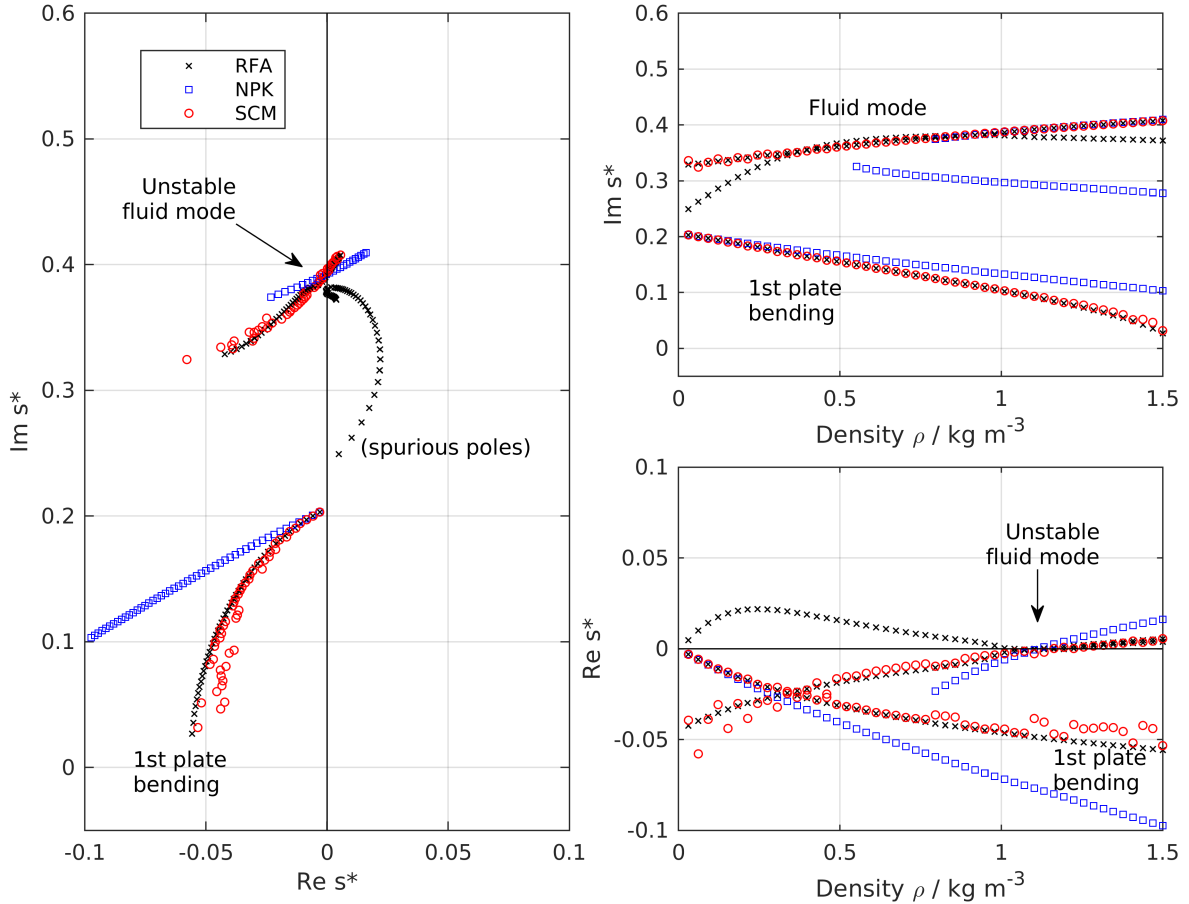 0.6
0.5
0.4
0.3
0.2
0.1
0
Im s*
RFA
NPK
SCM
Unstable
fluid mode
(spurious poles)
1st plate
bending
-0.1
-0.05
0
0.05
0.1
Re s*
0.6
0.5
0.4
0.3
0.2
0.1
0
Im s*
Fluid mode
1st plate
bending
0
0.5
1
1.5
Density ρ / kg m-3
0.1
0.05
0
-0.05
-0.1
Re s*
Unstable
fluid mode
1st plate
bending
0
0.5
1
1.5
Density ρ / kg m-3